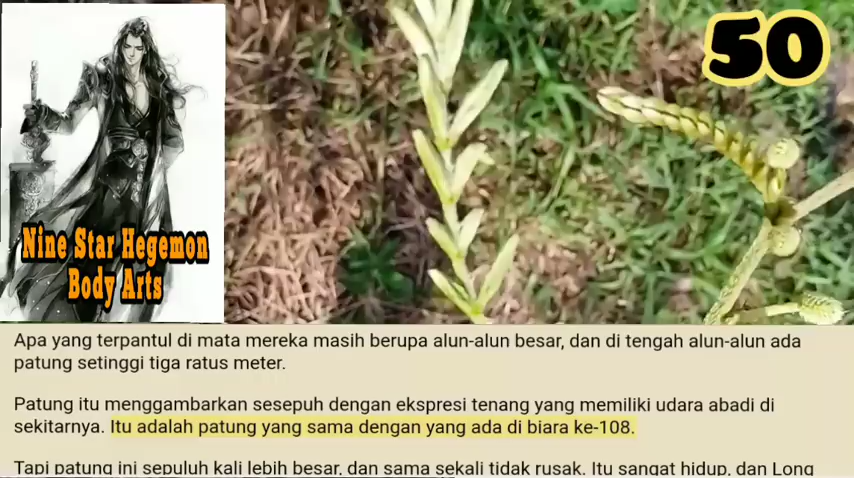 50
Nine Star Hegemon
Body Arts
Apa yang terpantul di mata mereka masih berupa alun-alun besar, dan di tengah alun-alun ada
patung setinggi tiga ratus meter.
Patung itu menggambarkan sesepuh dengan ekspresi tenang yang memiliki udara abadi di
sekitarnya. Itu adalah patung yang sama dengan yang ada di biara ke-108.
Tapi patung ini sepuluh kali lebih besar, dan sama sekali tidak rusak. Itu sangat hidup, dan Long